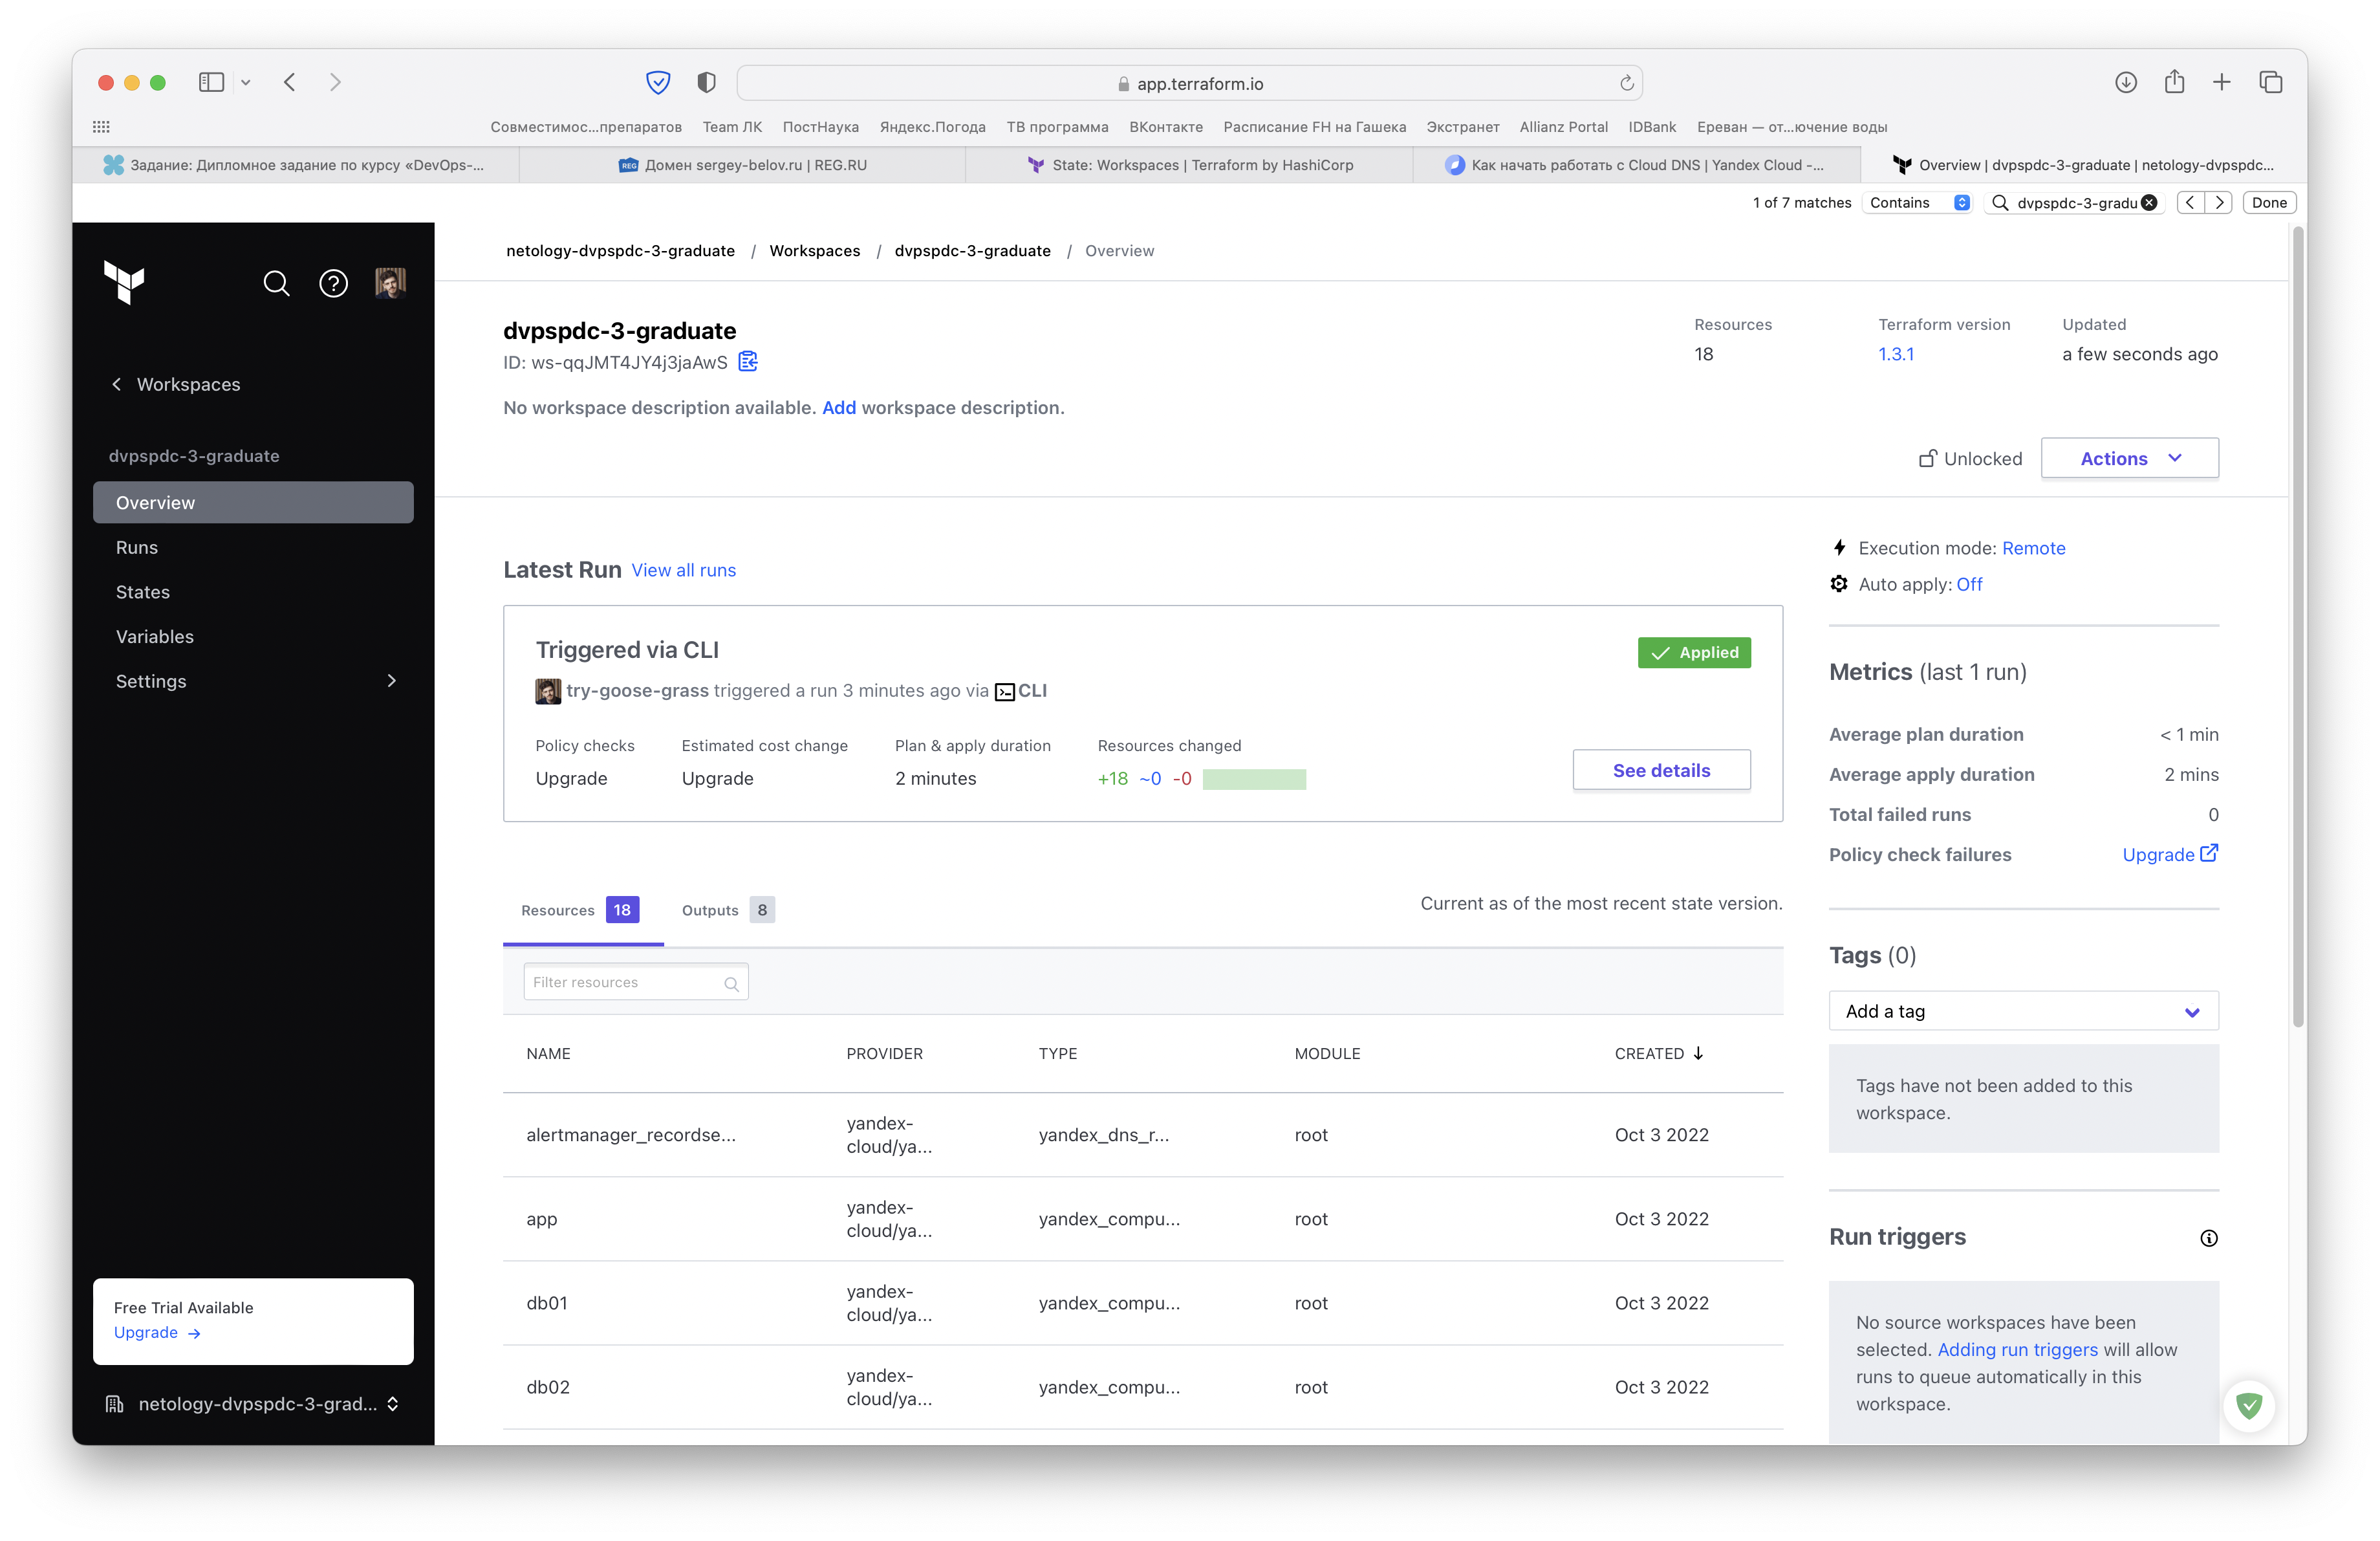 app.terraform.io
Совместимос...препаратов Team ЛК ПостНаука Яндекс.Погода ТВ программа ВКонтакте Расписание FH на Гашека Экстранет Allianz Portal IDBank Ереван — от...ючение воды
Задание: Дипломное задание по курсу «DevOps-... REG Домен sergey-belov.ru | REG.RU State: Workspaces | Terraform by HashiCorp Как начать работать с Cloud DNS | Yandex Cloud -... Overview | dvpspdc-3-graduate | netology-dvpspdc...
1 of 7 matches Contains dvpspdc-3-gradu Done
netology-dvpspdc-3-graduate / Workspaces / dvpspdc-3-graduate / Overview
Workspaces
dvpspdc-3-graduate
Overview
Runs
States
Variables
Settings
Free Trial Available
Upgrade →
netology-dvpspdc-3-grad...
dvpspdc-3-graduate
ID: ws-qqJMT4JY4j3jaAwS
No workspace description available. Add workspace description.
Resources Terraform version Updated
18 1.3.1 a few seconds ago
Unlocked Actions
Latest Run View all runs
Triggered via CLI
Applied
try-goose-grass triggered a run 3 minutes ago via CLI
Policy checks Estimated cost change Plan & apply duration Resources changed
Upgrade Upgrade 2 minutes +18 ~0 -0
See details
Resources 18 Outputs 8 Current as of the most recent state version.
Filter resources
NAME PROVIDER TYPE MODULE CREATED
alertmanager_recordse... yandex-cloud/ya... yandex_dns_r... root Oct 3 2022
app yandex-cloud/ya... yandex_compu... root Oct 3 2022
db01 yandex-cloud/ya... yandex_compu... root Oct 3 2022
db02 yandex-cloud/ya... yandex_compu... root Oct 3 2022
Execution mode: Remote
Auto apply: Off
Metrics (last 1 run)
Average plan duration < 1 min
Average apply duration 2 mins
Total failed runs 0
Policy check failures Upgrade
Tags (0)
Add a tag
Tags have not been added to this
workspace.
Run triggers
No source workspaces have been
selected. Adding run triggers will allow
runs to queue automatically in this
workspace.